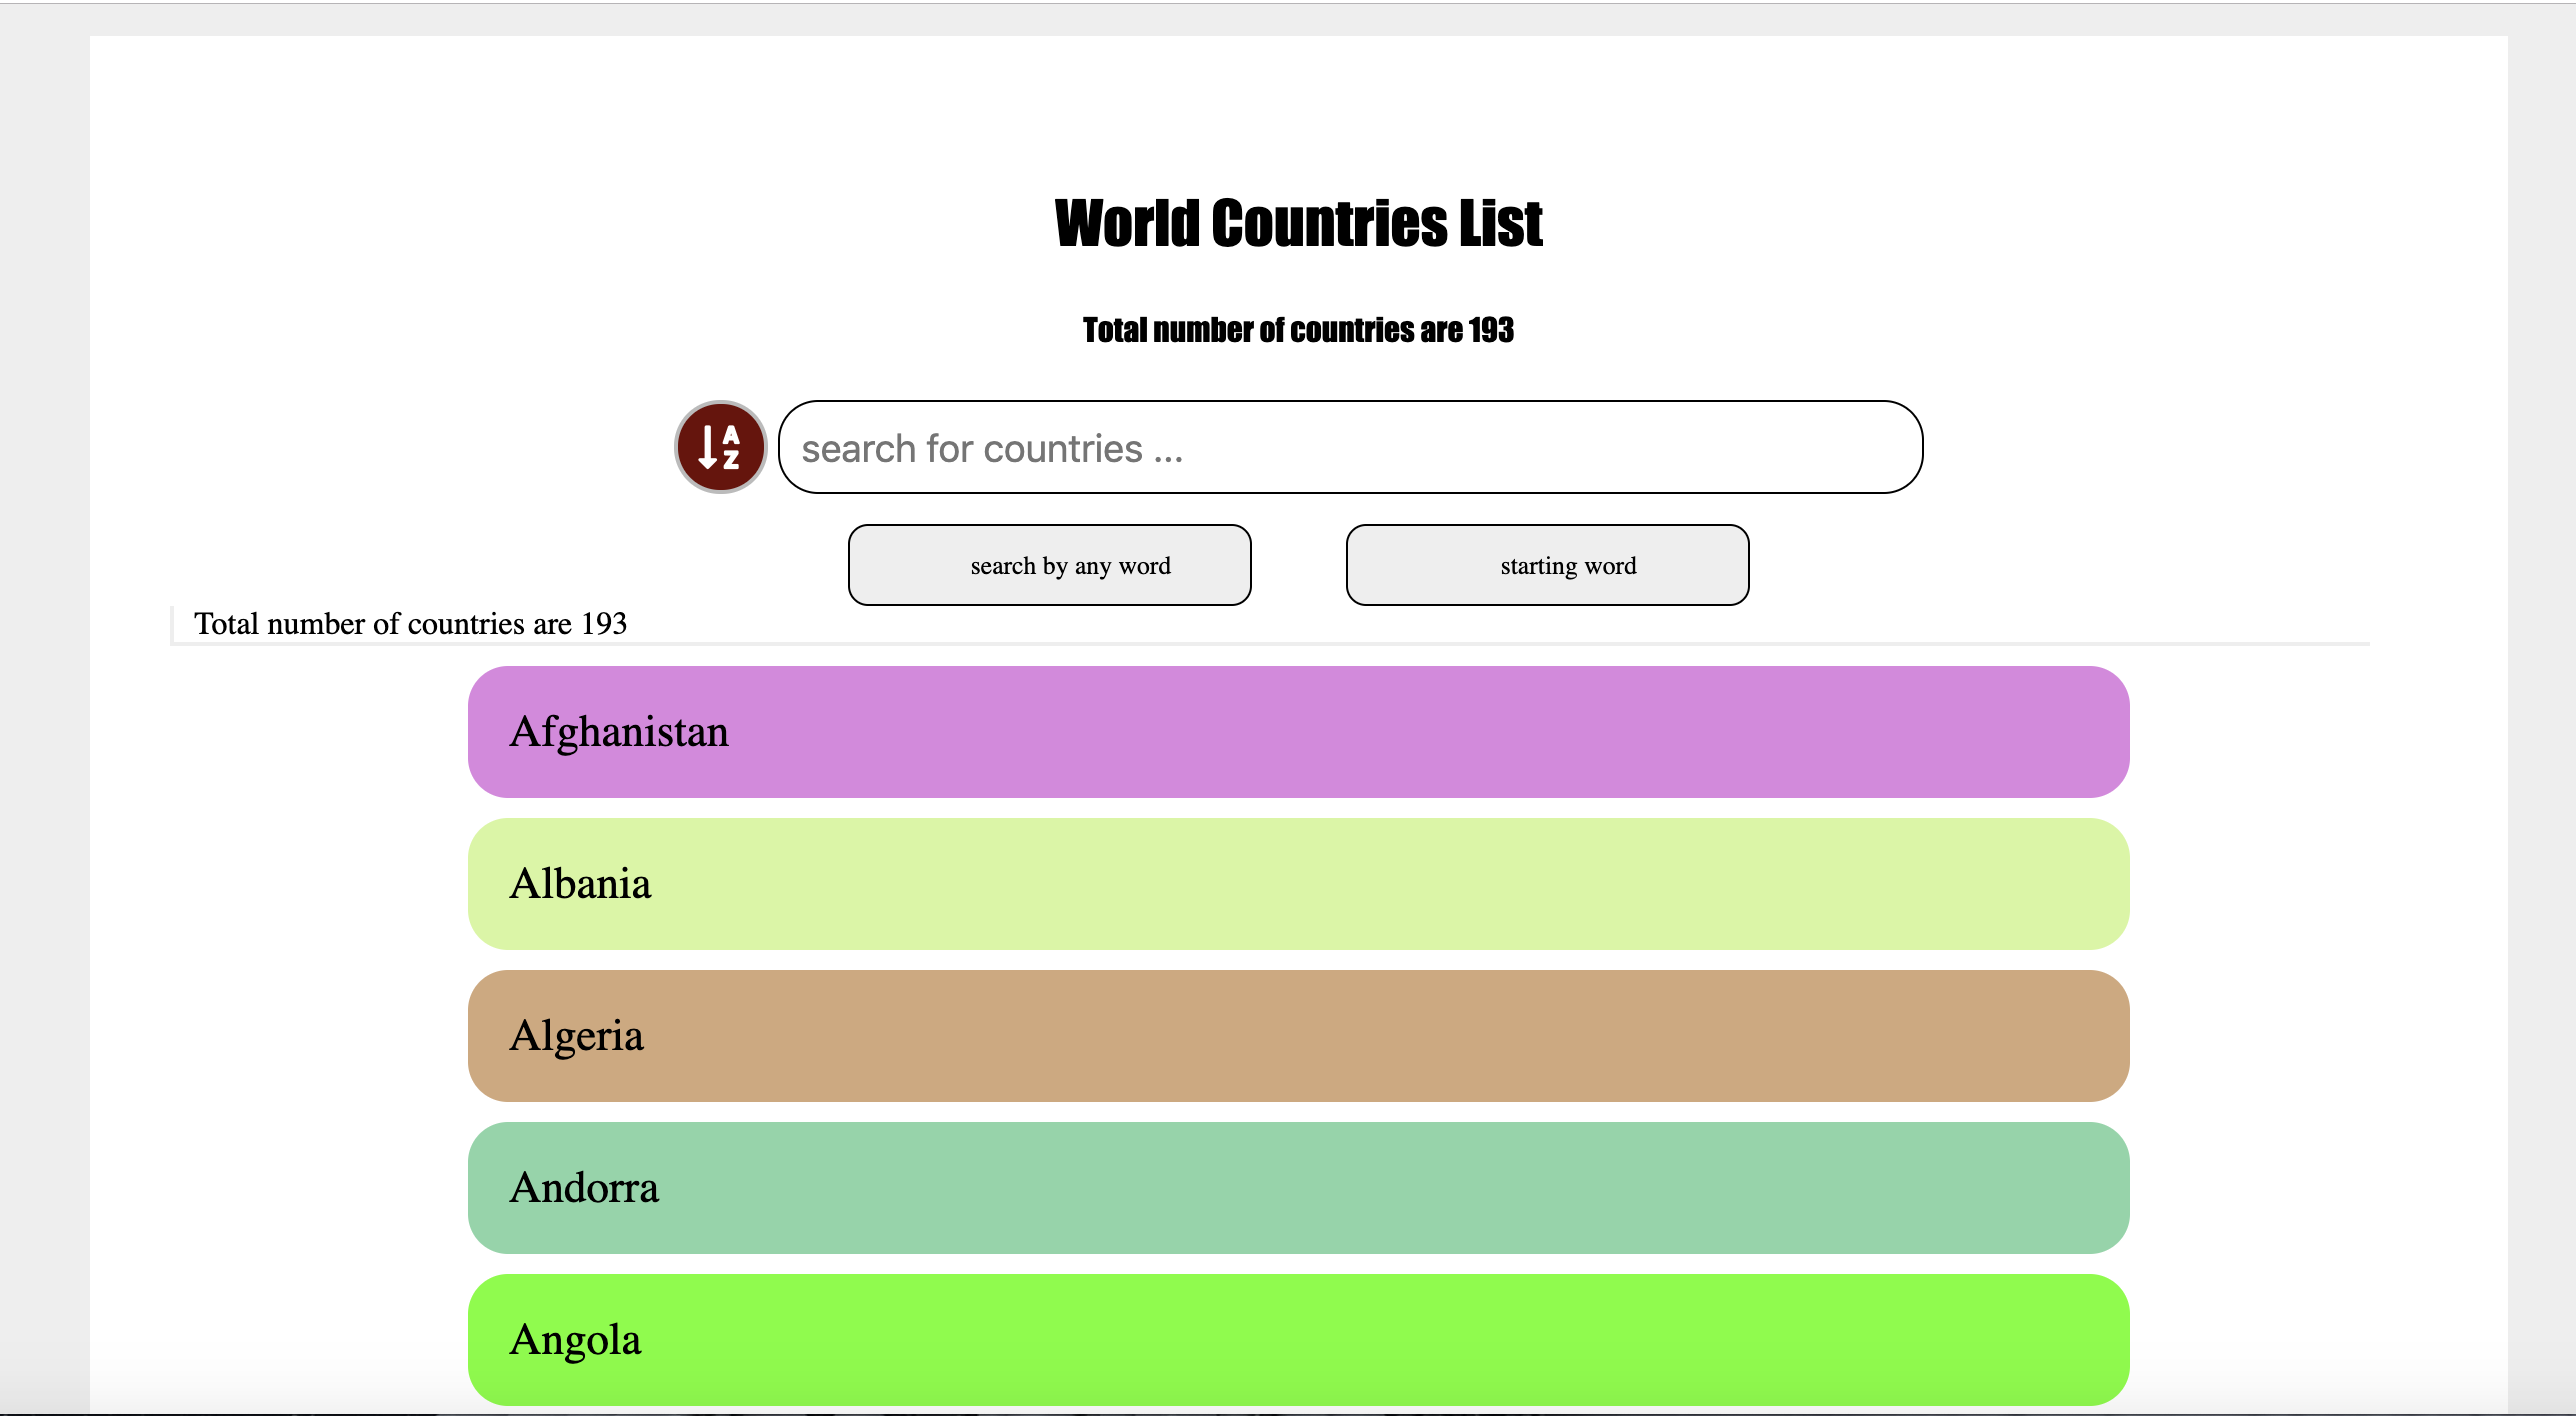 World Countries List
Total number of countries are 193
A
Z
search for countries ...
search by any word
starting word
Total number of countries are 193
Afghanistan
Albania
Algeria
Andorra
Angola